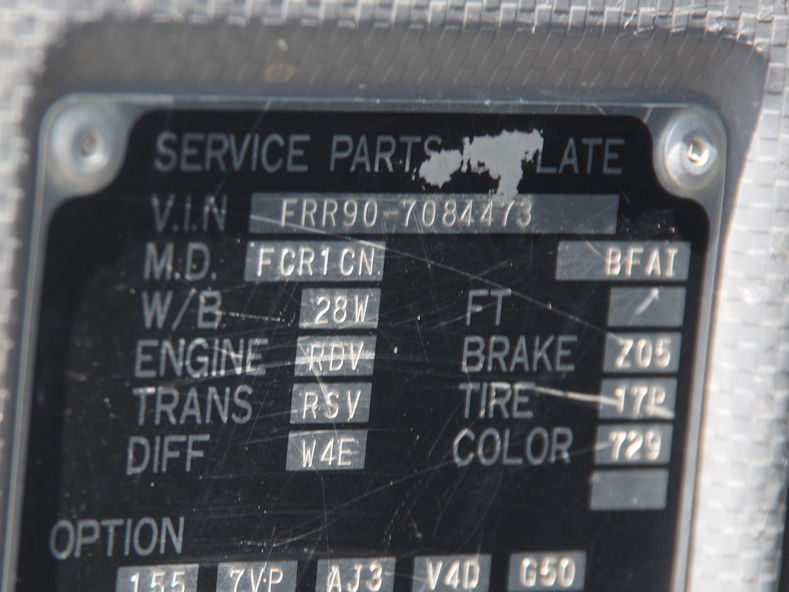 SERVICE PARTS LATE
V.I.N FRR90-7084473
M.D. FCR1CN BFAI
W/B 28W FT /
ENGINE RDV BRAKE Z05
TRANS RSV TIRE 17P
DIFF W4E COLOR 729
OPTION
155 7VP AJ3 V4D G50